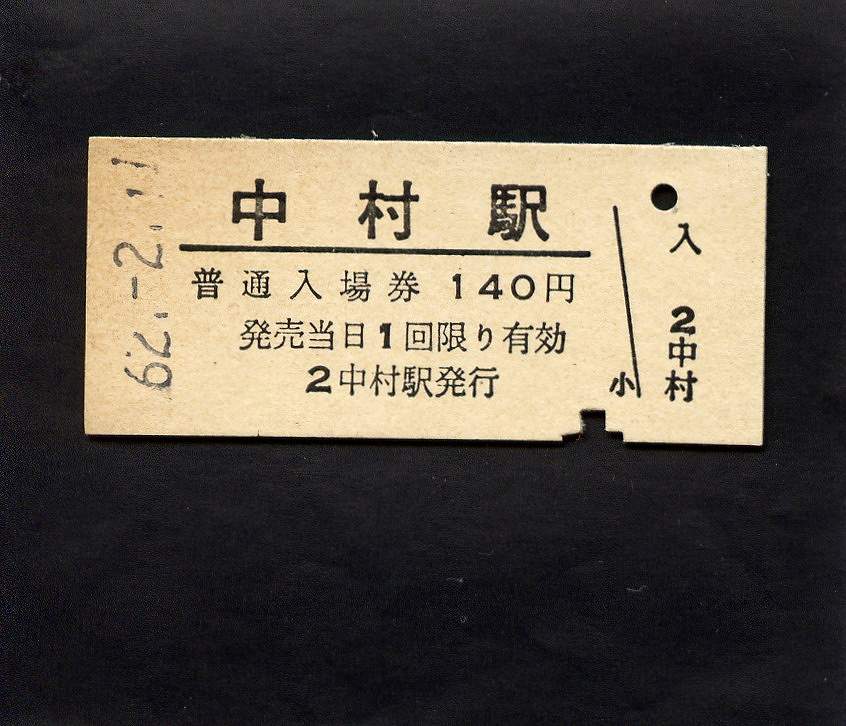 62.-2.11
中村駅
普通入場券 140円
発売当日1回限り有効
2中村駅発行
小
入
2中村